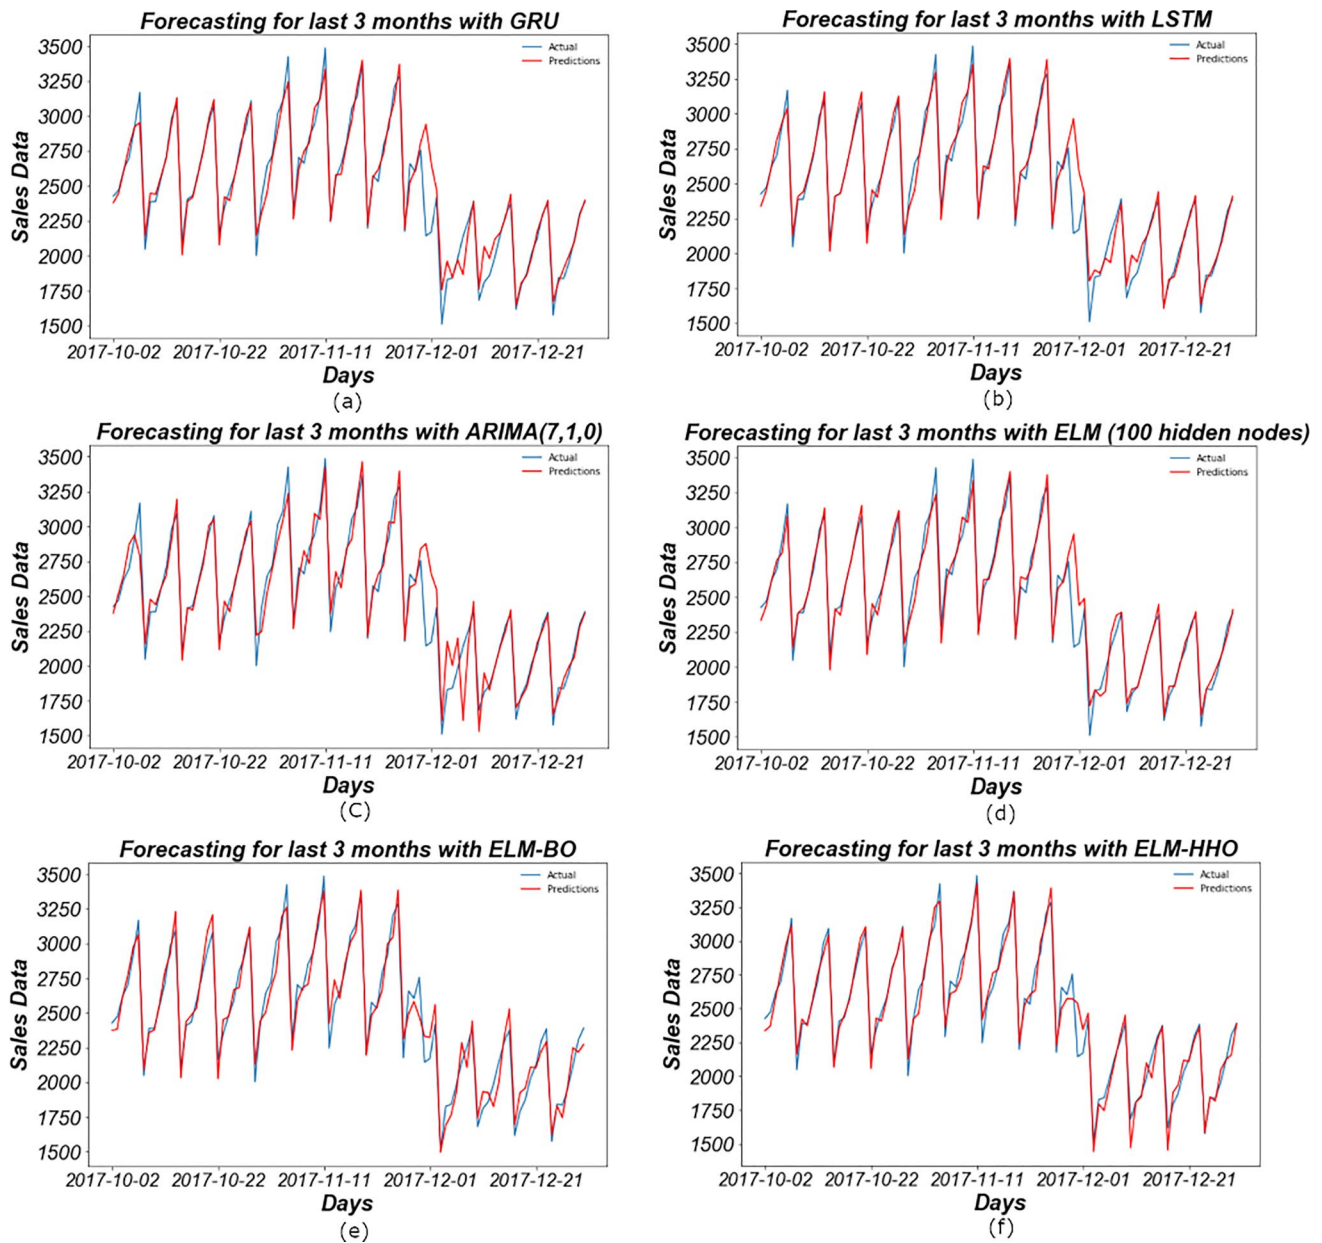 Forecasting for last 3 months with GRU
Actual
Predictions
3500
3250
3000
2750
2500
2250
2000
1750
1500
Sales Data
2017-10-02 2017-10-22 2017-11-11 2017-12-01 2017-12-21
Days
(a)
Forecasting for last 3 months with LSTM
Actual
Predictions
3500
3250
3000
2750
2500
2250
2000
1750
1500
Sales Data
2017-10-02 2017-10-22 2017-11-11 2017-12-01 2017-12-21
Days
(b)
Forecasting for last 3 months with ARIMA(7,1,0)
Actual
Predictions
3500
3250
3000
2750
2500
2250
2000
1750
1500
Sales Data
2017-10-02 2017-10-22 2017-11-11 2017-12-01 2017-12-21
Days
(C)
Forecasting for last 3 months with ELM (100 hidden nodes)
Actual
Predictions
3500
3250
3000
2750
2500
2250
2000
1750
1500
Sales Data
2017-10-02 2017-10-22 2017-11-11 2017-12-01 2017-12-21
Days
(d)
Forecasting for last 3 months with ELM-BO
Actual
Predictions
3500
3250
3000
2750
2500
2250
2000
1750
1500
Sales Data
2017-10-02 2017-10-22 2017-11-11 2017-12-01 2017-12-21
Days
(e)
Forecasting for last 3 months with ELM-HHO
Actual
Predictions
3500
3250
3000
2750
2500
2250
2000
1750
1500
Sales Data
2017-10-02 2017-10-22 2017-11-11 2017-12-01 2017-12-21
Days
(f)